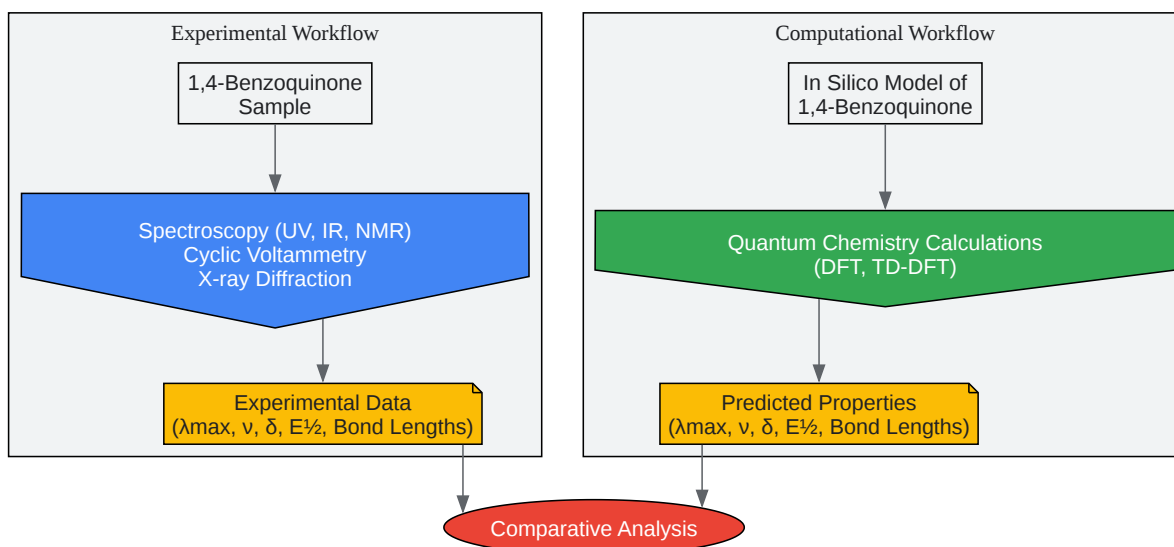 Experimental Workflow
1,4-Benzoquinone
Sample
Spectroscopy (UV, IR, NMR)
Cyclic Voltammetry
X-ray Diffraction
Experimental Data
(λmax, ν, δ, E½, Bond Lengths)
Computational Workflow
In Silico Model of
1,4-Benzoquinone
Quantum Chemistry Calculations
(DFT, TD-DFT)
Predicted Properties
(λmax, ν, δ, E½, Bond Lengths)
Comparative Analysis